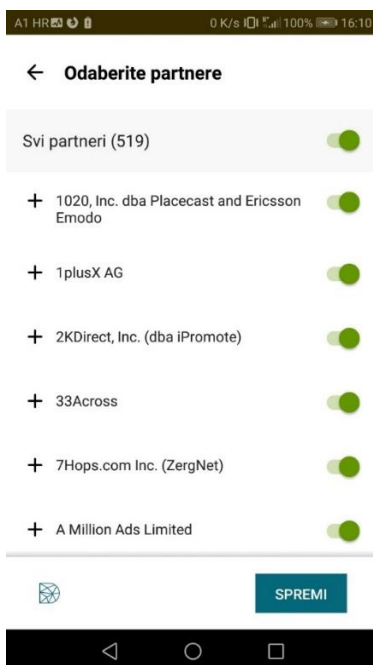 A1 HR 0 K/s 100% 16:10
Odaberite partnere
Svi partneri (519)
1020, Inc. dba Placecast and Ericsson
Emodo
1plusX AG
2KDirect, Inc. (dba iPromote)
33Across
7Hops.com Inc. (ZergNet)
A Million Ads Limited
SPREMI